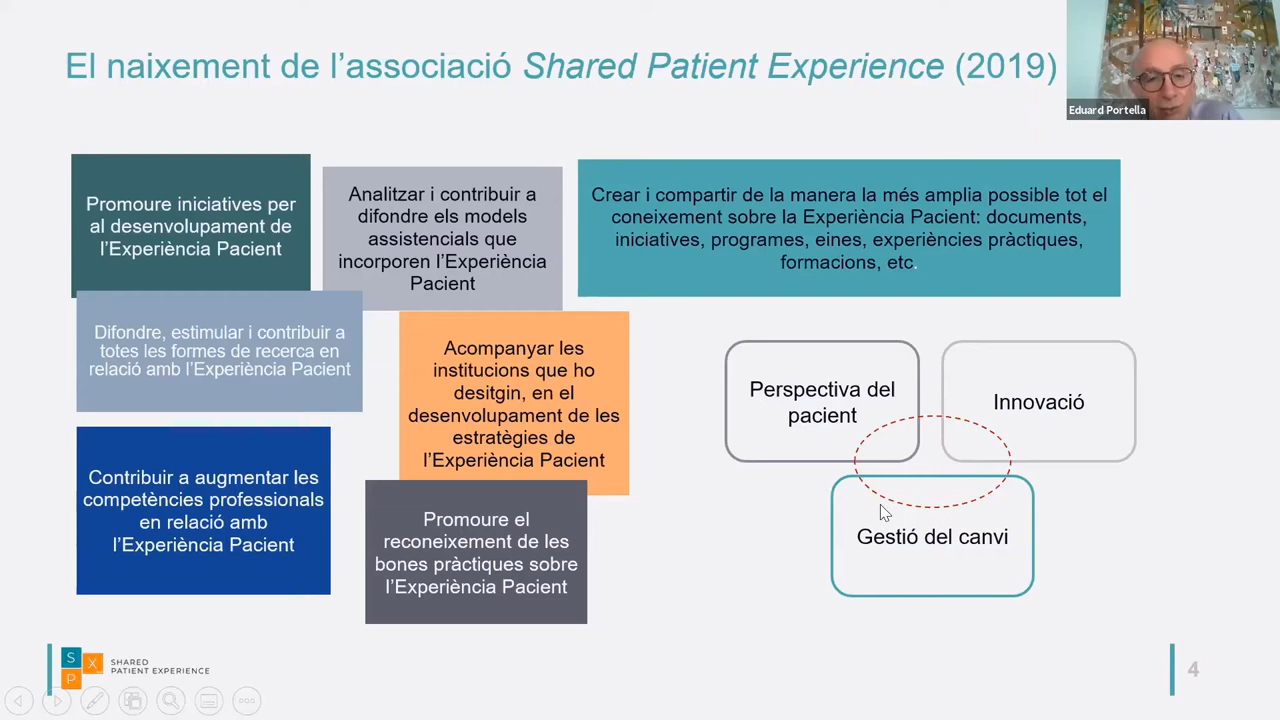 El naixement de l’associació Shared Patient Experience (2019)
Eduard Portella
Promoure iniciatives per
al desenvolupament de
l’Experiència Pacient
Analitzar i contribuir a
difondre els models
assistencials que
incorporen l’Experiència
Pacient
Crear i compartir de la manera la més amplia possible tot el
coneixement sobre la Experiència Pacient: documents,
iniciatives, programes, eines, experiències pràctiques,
formacions, etc.
Difondre, estimular i contribuir a
totes les formes de recerca en
relació amb l’Experiència Pacient
Acompanyar les
institucions que ho
desitgin, en el
desenvolupament de les
estratègies de
l’Experiència Pacient
Perspectiva del
pacient
Innovació
Contribuir a augmentar les
competències professionals
en relació amb
l’Experiència Pacient
Promoure el
reconeixement de les
bones pràctiques sobre
l’Experiència Pacient
Gestió del canvi
S
X
P
SHARED
PATIENT EXPERIENCE
4